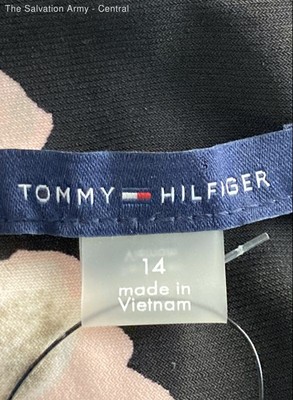 The Salvation Army - Central
TOMMY HILFIGER
14
made in
Vietnam